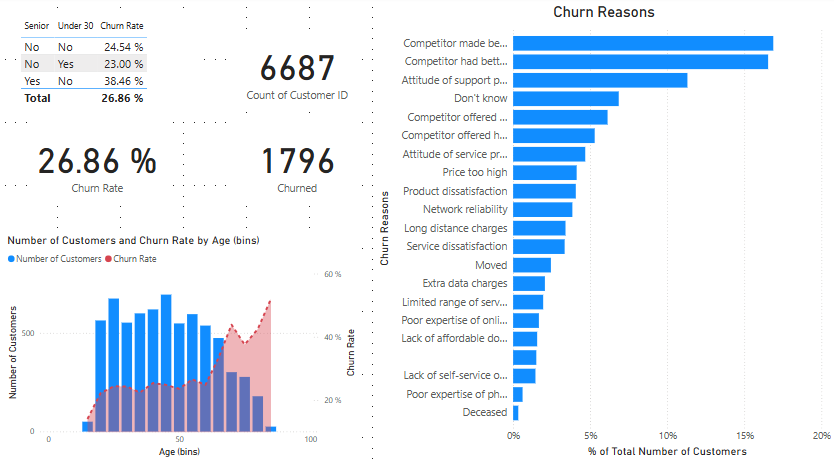 Senior Under 30 Churn Rate
No No 24.54 %
No Yes 23.00 %
Yes No 38.46 %
Total 26.86 %
6687
Count of Customer ID
26.86 %
Churn Rate
1796
Churned
Number of Customers and Churn Rate by Age (bins)
Number of Customers Churn Rate
Number of Customers
500
0
60 %
40 %
20 %
Churn Rate
0 50 100
Age (bins)
Churn Reasons
Churn Reasons
Competitor made be...
Competitor had bett...
Attitude of support p...
Don't know
Competitor offered ...
Competitor offered h...
Attitude of service pr...
Price too high
Product dissatisfaction
Network reliability
Long distance charges
Service dissatisfaction
Moved
Extra data charges
Limited range of serv...
Poor expertise of onli...
Lack of affordable do...
Lack of self-service o...
Poor expertise of ph...
Deceased
0% 5% 10% 15% 20%
% of Total Number of Customers